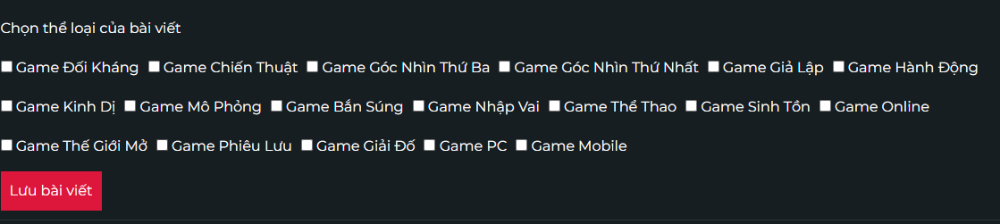 Chọn thể loại của bài viết
Game Đối Kháng Game Chiến Thuật Game Góc Nhìn Thứ Ba Game Góc Nhìn Thứ Nhất Game Giả Lập Game Hành Động
Game Kinh Dị Game Mô Phỏng Game Bắn Súng Game Nhập Vai Game Thể Thao Game Sinh Tồn Game Online
Game Thế Giới Mở Game Phiêu Lưu Game Giải Đố Game PC Game Mobile
Lưu bài viết